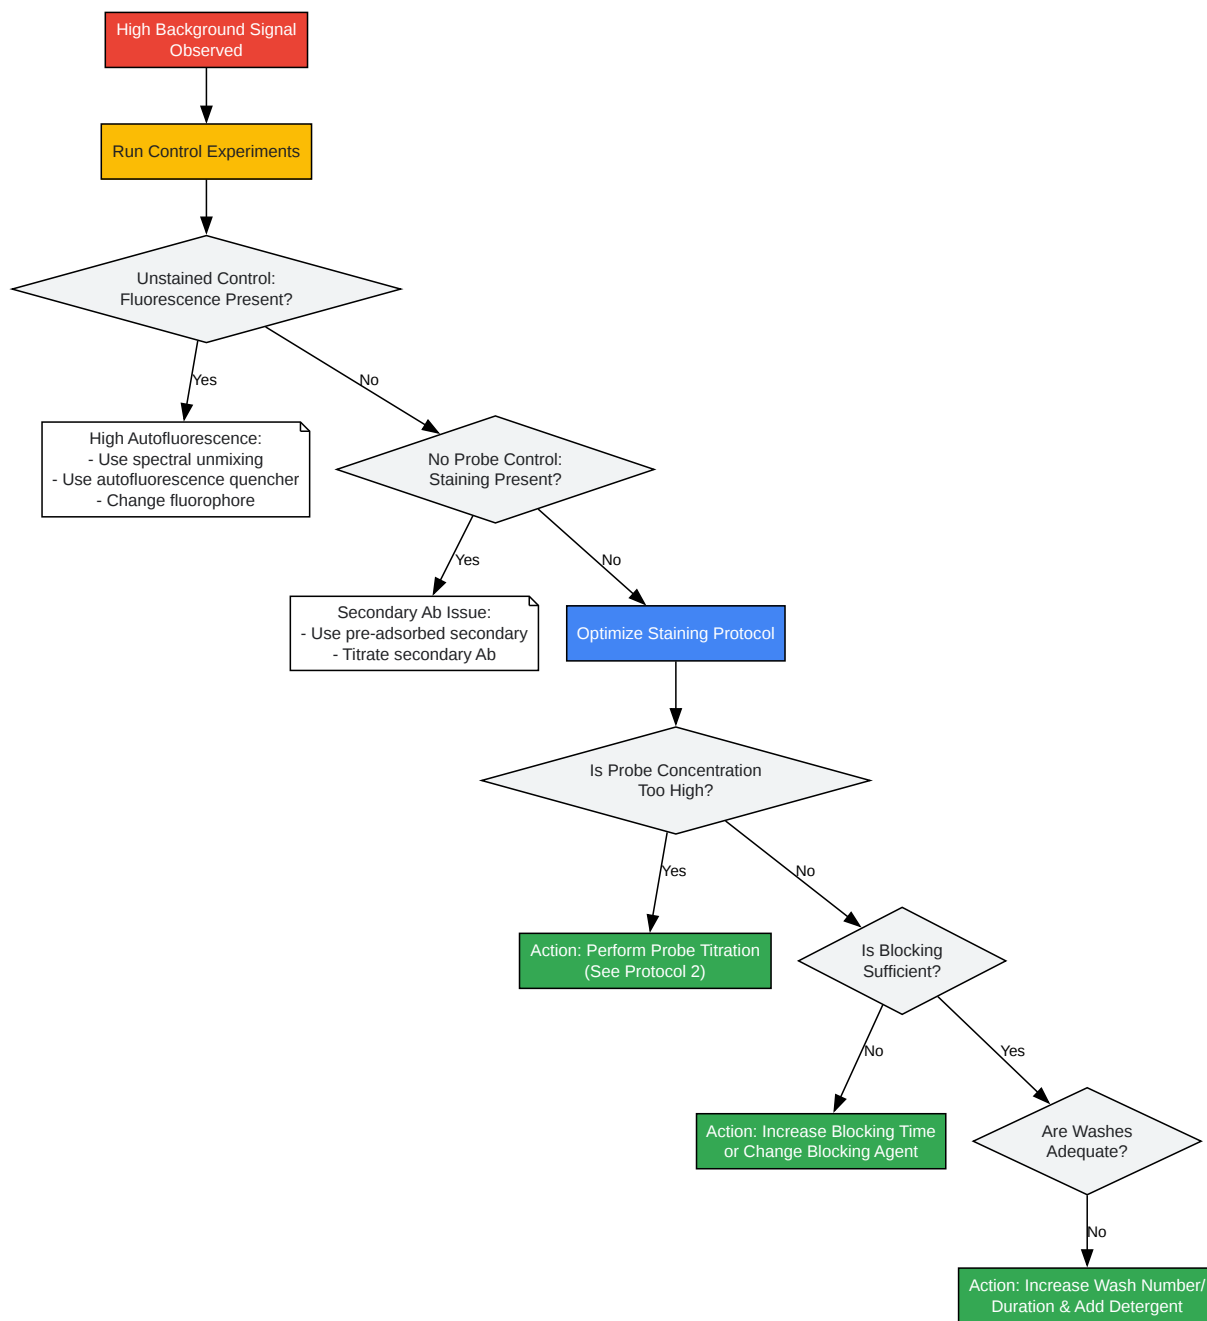 High Background Signal
Observed
Run Control Experiments
Unstained Control:
Fluorescence Present?
Yes
No
High Autofluorescence:
- Use spectral unmixing
- Use autofluorescence quencher
- Change fluorophore
No Probe Control:
Staining Present?
Yes
No
Secondary Ab Issue:
- Use pre-adsorbed secondary
- Titrate secondary Ab
Optimize Staining Protocol
Is Probe Concentration
Too High?
Yes
No
Action: Perform Probe Titration
(See Protocol 2)
Is Blocking
Sufficient?
No
Yes
Action: Increase Blocking Time
or Change Blocking Agent
Are Washes
Adequate?
No
Action: Increase Wash Number/
Duration & Add Detergent